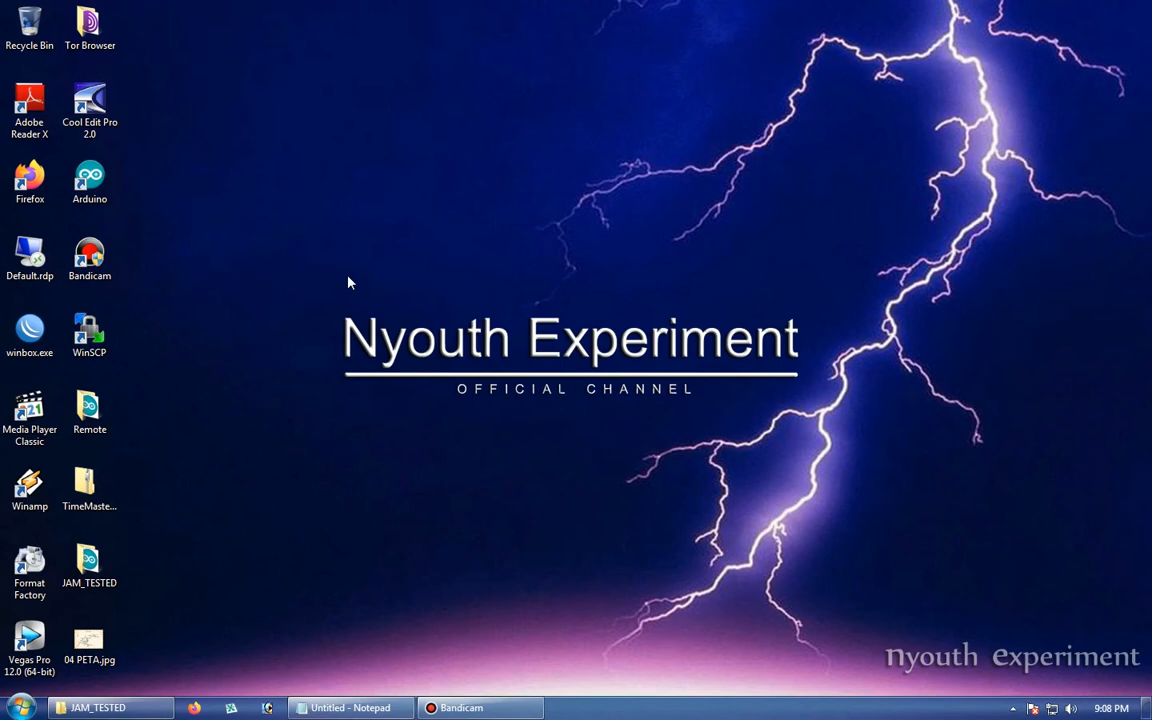 Recycle Bin
Tor Browser
Adobe
Reader X
Cool Edit Pro
2.0
Firefox
Arduino
Default.rdp
Bandicam
winbox.exe
WinSCP
Media Player
Classic
Remote
Winamp
TimeMaste...
Format
Factory
JAM_TESTED
Vegas Pro
12.0 (64-bit)
04 PETA.jpg
Nyouth Experiment
OFFICIAL CHANNEL
nyouth experiment
JAM_TESTED
Untitled - Notepad
Bandicam
9:08 PM